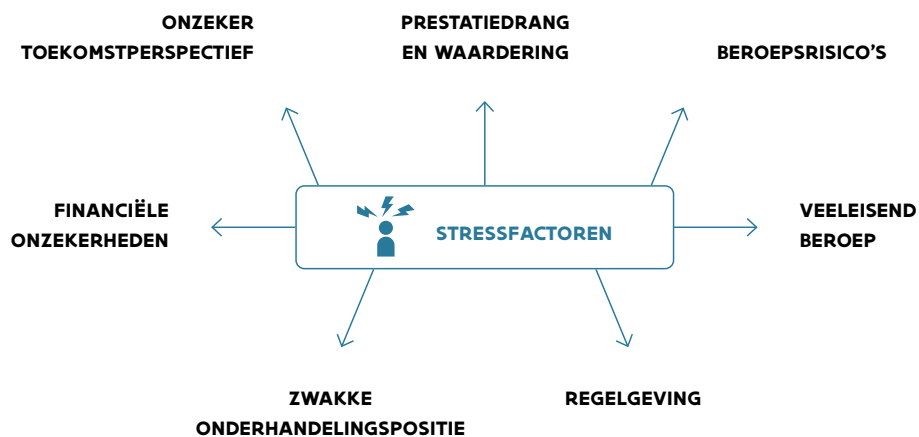 ONZEKER
TOEKOMSTPERSPECTIEF
PRESTATIEDRANG
EN WAARDERING
BEROEPSRISICO'S
FINANCIËLE
ONZEKERHEDEN
STRESSFACTOREN
VEELEISEND
BEROEP
ZWAKKE
ONDERHANDELINGSPOSITIE
REGELGEVING